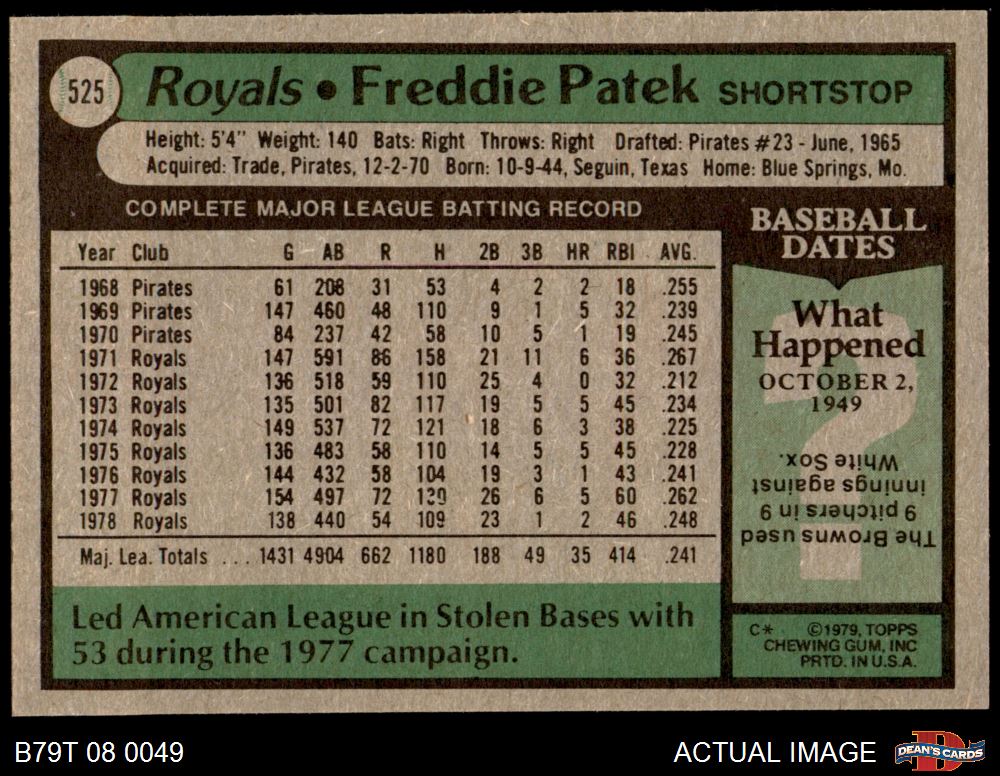 525 Royals • Freddie Patek SHORTSTOP
Height: 5'4" Weight: 140 Bats: Right Throws: Right Drafted: Pirates #23 - June, 1965
Acquired: Trade, Pirates, 12-2-70 Born: 10-9-44, Seguin, Texas Home: Blue Springs, Mo.
COMPLETE MAJOR LEAGUE BATTING RECORD
Year Club G AB R H 2B 3B HR RBI AVG.
1968 Pirates 61 208 31 53 4 2 2 18 .255
1969 Pirates 147 460 48 110 9 1 5 32 .239
1970 Pirates 84 237 42 58 10 5 1 19 .245
1971 Royals 147 591 86 158 21 11 6 36 .267
1972 Royals 136 518 59 110 25 4 0 32 .212
1973 Royals 135 501 82 117 19 5 5 45 .234
1974 Royals 149 537 72 121 18 6 3 38 .225
1975 Royals 136 483 58 110 14 5 5 45 .228
1976 Royals 144 432 58 104 19 3 1 43 .241
1977 Royals 154 497 72 130 26 6 5 60 .262
1978 Royals 138 440 54 109 23 1 2 46 .248
Maj. Lea. Totals ... 1431 4904 662 1180 188 49 35 414 .241
Led American League in Stolen Bases with
53 during the 1977 campaign.
BASEBALL
DATES
What
Happened
OCTOBER 2,
1949
?
The Browns used
9 pitchers in 9
innings against
White Sox.
C* ©1979, TOPPS
CHEWING GUM, INC
PRTD. IN U.S.A.
B79T 08 0049
ACTUAL IMAGE
D
DEAN'S CARDS